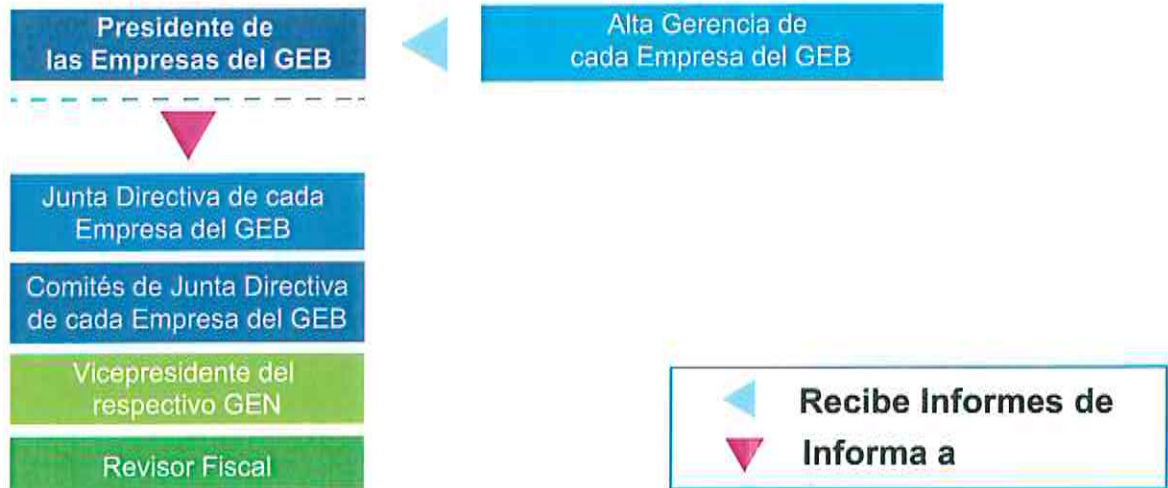 Presidente de
las Empresas del GEB
Alta Gerencia de
cada Empresa del GEB
Junta Directiva de cada
Empresa del GEB
Comités de Junta Directiva
de cada Empresa del GEB
Vicepresidente del
respectivo GEN
Revisor Fiscal
Recibe Informes de
Informa a